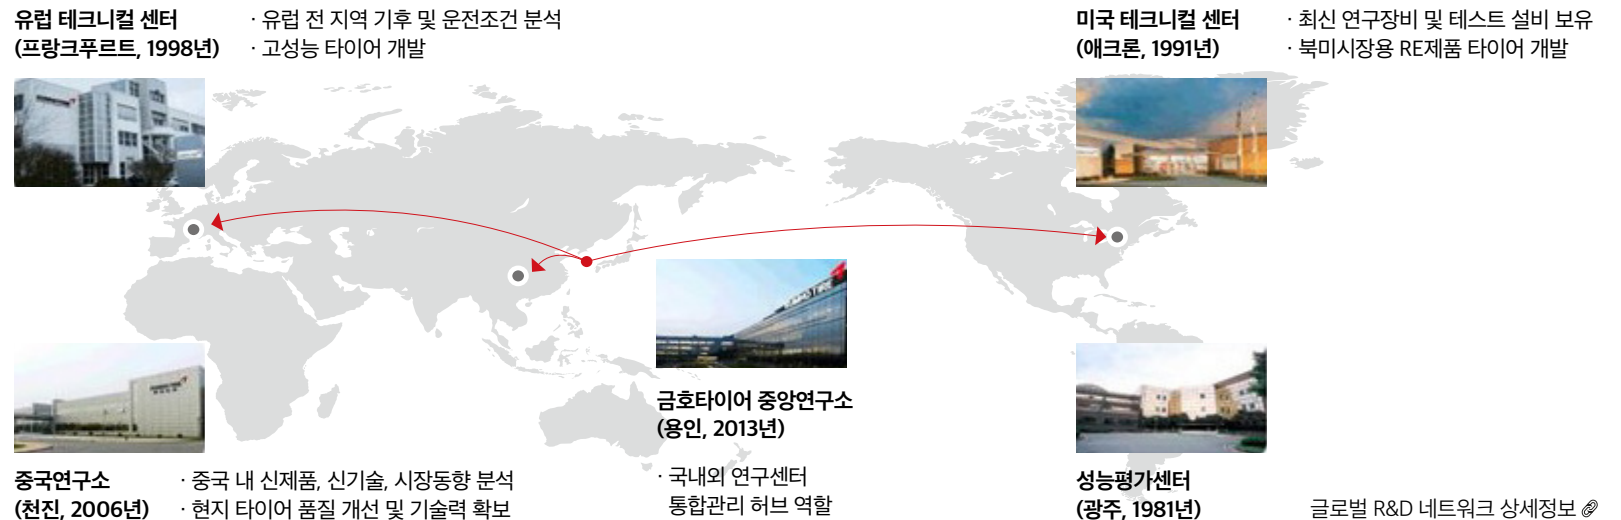 유럽 테크니컬 센터
(프랑크푸르트, 1998년)
· 유럽 전 지역 기후 및 운전조건 분석
· 고성능 타이어 개발
미국 테크니컬 센터
(애크론, 1991년)
· 최신 연구장비 및 테스트 설비 보유
· 북미시장용 RE제품 타이어 개발
금호타이어 중앙연구소
(용인, 2013년)
· 국내외 연구센터
통합관리 허브 역할
중국연구소
(천진, 2006년)
· 중국 내 신제품, 신기술, 시장동향 분석
· 현지 타이어 품질 개선 및 기술력 확보
성능평가센터
(광주, 1981년)
글로벌 R&D 네트워크 상세정보